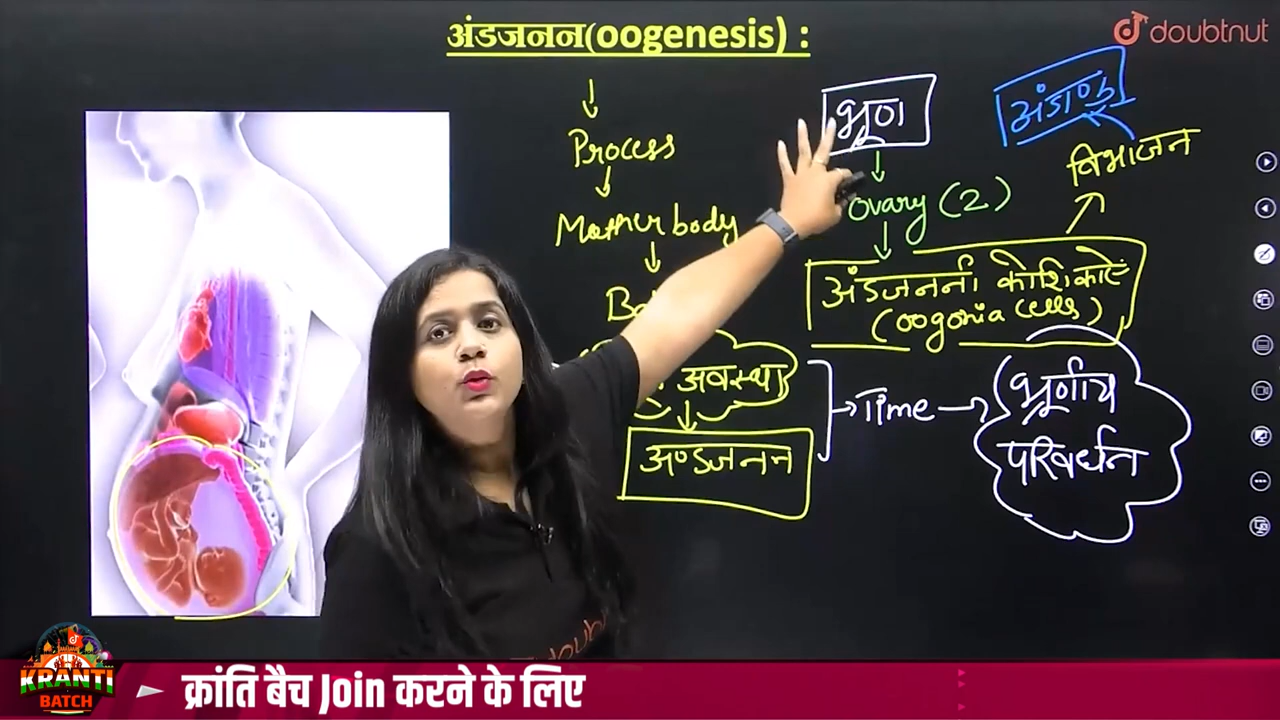 अंडजनन(oogenesis) :
doubtnut
Process
Mother body
अवस्था
अण्डजनन
Time
भ्रूण
Ovary (2)
अंडजननी कोशिकाएँ
(oogonia cells)
विभाजन
अंडाणु
भ्रूणीय
परिवर्धन
doubt
KRANTI
BATCH
क्रांति बैच Join करने के लिए